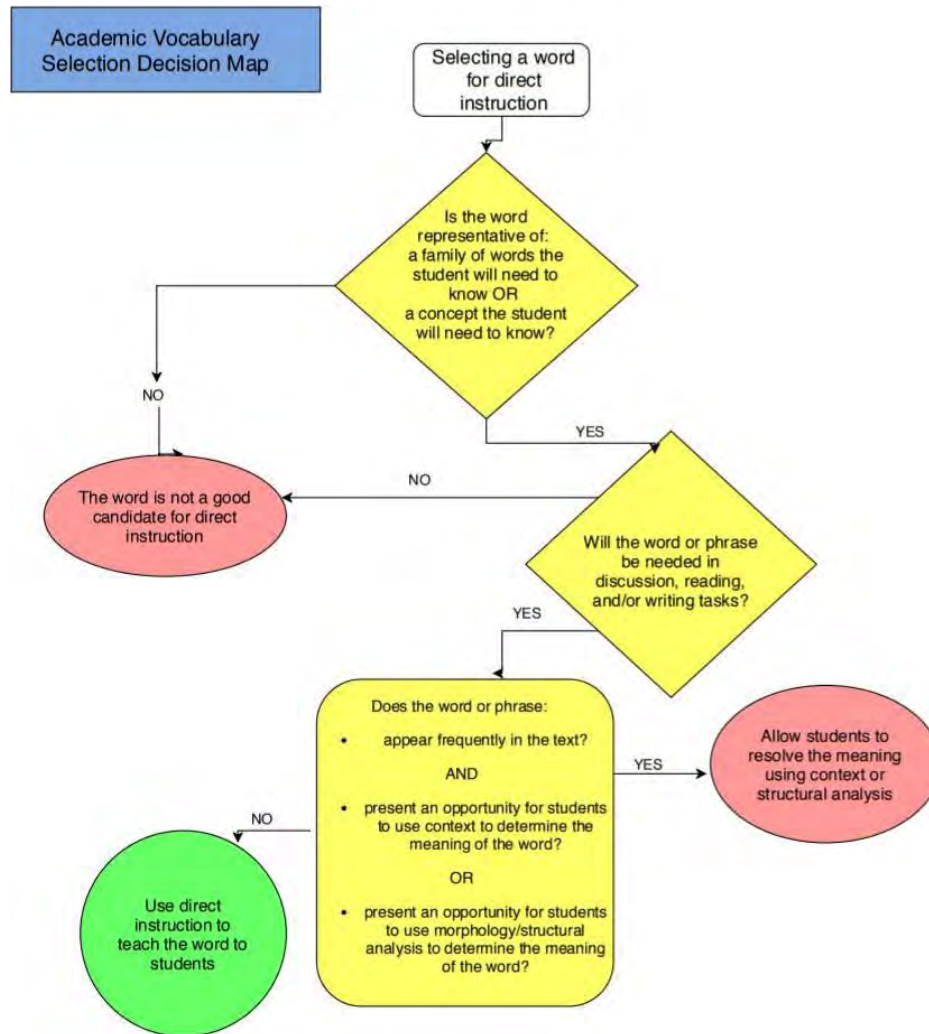 Academic Vocabulary
Selection Decision Map
Selecting a word
for direct
instruction
Is the word
representative of:
a family of words the
student will need to
know OR
a concept the student
will need to know?
NO
YES
NO
The word is not a good
candidate for direct
instruction
Will the word or phrase
be needed in
discussion, reading,
and/or writing tasks?
YES
Does the word or phrase:
• appear frequently in the text?
AND
• present an opportunity for students
to use context to determine the
meaning of the word?
OR
• present an opportunity for students
to use morphology/structural
analysis to determine the meaning
of the word?
YES
Allow students to
resolve the meaning
using context or
structural analysis
NO
Use direct
instruction to
teach the word to
students